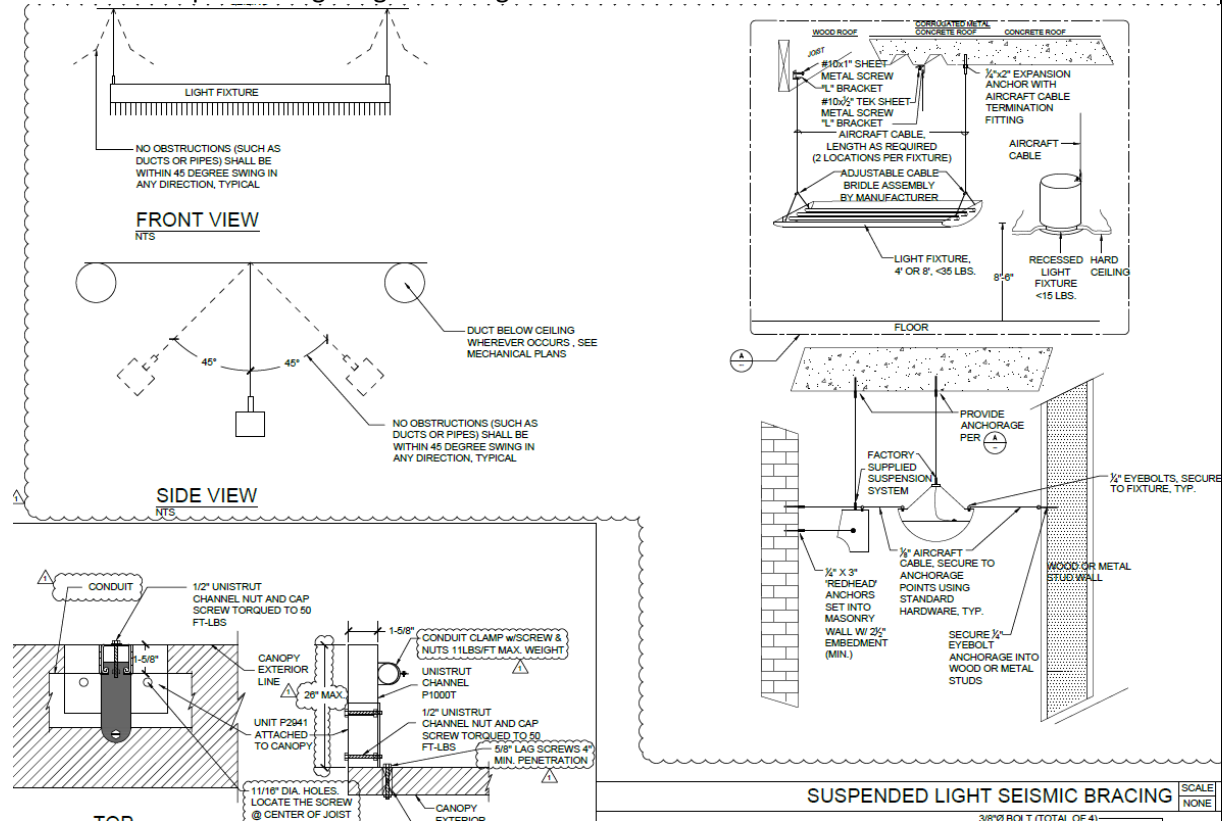 LIGHT FIXTURE
NO OBSTRUCTIONS (SUCH AS
DUCTS OR PIPES) SHALL BE
WITHIN 45 DEGREE SWING IN
ANY DIRECTION, TYPICAL
FRONT VIEW
NTS
45°
45°
DUCT BELOW CEILING
WHEREVER OCCURS , SEE
MECHANICAL PLANS
NO OBSTRUCTIONS (SUCH AS
DUCTS OR PIPES) SHALL BE
WITHIN 45 DEGREE SWING IN
ANY DIRECTION, TYPICAL
SIDE VIEW
NTS
1
WOOD ROOF
CORRUGATED METAL
CONCRETE ROOF
CONCRETE ROOF
JOIST
#10x1" SHEET
METAL SCREW
"L" BRACKET
#10x½" TEK SHEET
METAL SCREW
"L" BRACKET
¼"x2" EXPANSION
ANCHOR WITH
AIRCRAFT CABLE
TERMINATION
FITTING
AIRCRAFT CABLE,
LENGTH AS REQUIRED
(2 LOCATIONS PER FIXTURE)
AIRCRAFT
CABLE
ADJUSTABLE CABLE
BRIDLE ASSEMBLY
BY MANUFACTURER
LIGHT FIXTURE,
4' OR 8', <35 LBS.
8'-6"
RECESSED
LIGHT
FIXTURE
<15 LBS.
HARD
CEILING
FLOOR
A
–
PROVIDE
ANCHORAGE
PER A
–
FACTORY
SUPPLIED
SUSPENSION
SYSTEM
¼" EYEBOLTS, SECURE
TO FIXTURE, TYP.
⅛" AIRCRAFT
CABLE, SECURE TO
ANCHORAGE
POINTS USING
STANDARD
HARDWARE, TYP.
WOOD OR METAL
STUD WALL
¼" X 3"
'REDHEAD'
ANCHORS
SET INTO
MASONRY
WALL W/ 2½"
EMBEDMENT
(MIN.)
SECURE ¼"
EYEBOLT
ANCHORAGE INTO
WOOD OR METAL
STUDS
1
CONDUIT
1/2" UNISTRUT
CHANNEL NUT AND CAP
SCREW TORQUED TO 50
FT-LBS
1-5/8"
CANOPY
EXTERIOR
LINE
1
UNIT P2941
ATTACHED
TO CANOPY
11/16" DIA. HOLES.
LOCATE THE SCREW
@ CENTER OF JOIST
TOP
1-5/8"
26" MAX
CONDUIT CLAMP w/SCREW &
NUTS 11LBS/FT MAX. WEIGHT
1
UNISTRUT
CHANNEL
P1000T
1/2" UNISTRUT
CHANNEL NUT AND CAP
SCREW TORQUED TO 50
FT-LBS
5/8" LAG SCREWS 4"
MIN. PENETRATION
1
CANOPY
EXTERIOR
SUSPENDED LIGHT SEISMIC BRACING
SCALE
NONE
3/8"Ø BOLT (TOTAL OF 4)